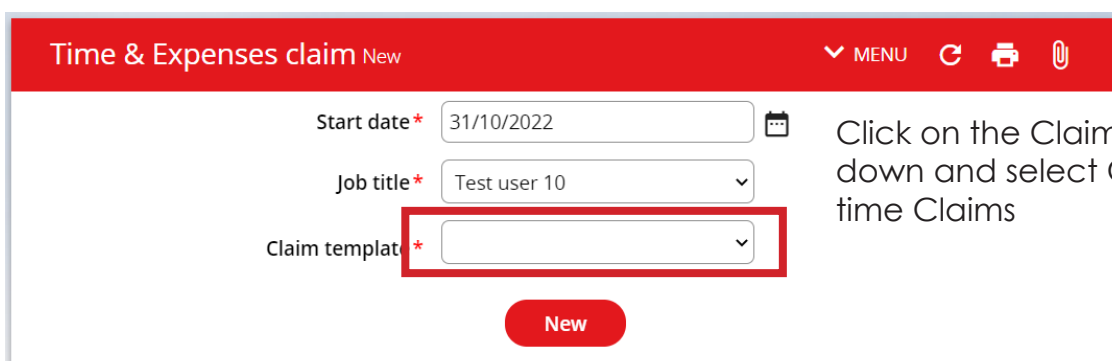 Time & Expenses claim New
MENU
Start date* 31/10/2022
Job title* Test user 10
Click on the Claim
down and select
time Claims
Claim template*
New